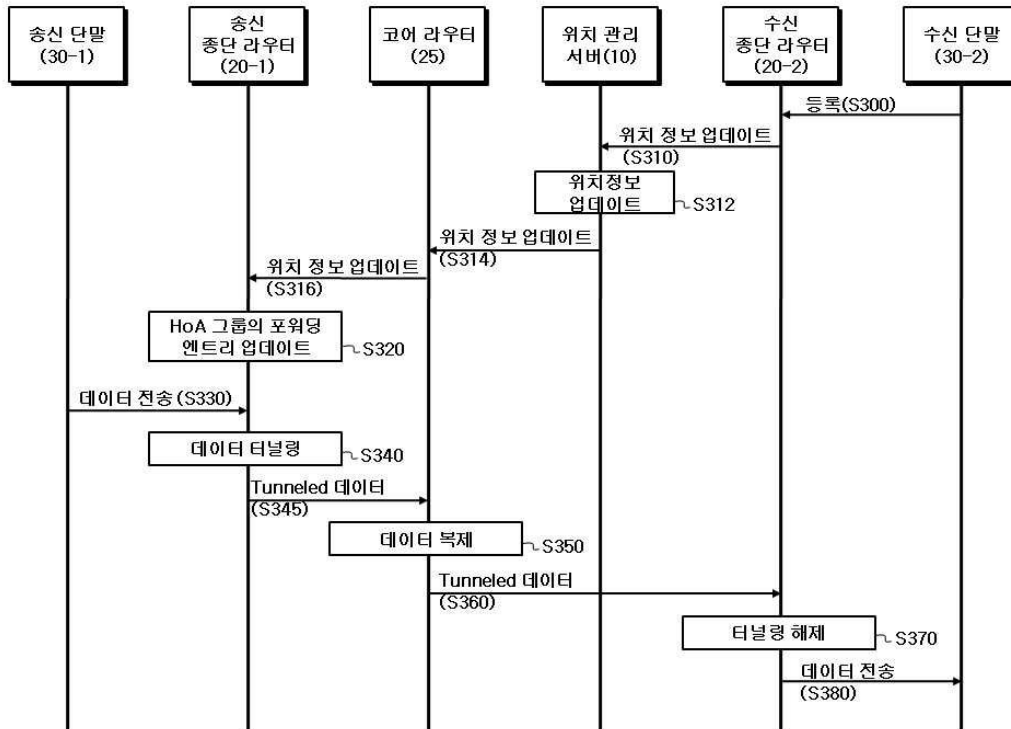 송신 단말
(30-1)
송신
종단 라우터
(20-1)
코어 라우터
(25)
위치 관리
서버(10)
수신
종단 라우터
(20-2)
수신 단말
(30-2)
등록(S300)
위치 정보 업데이트
(S310)
위치정보
업데이트
S312
위치 정보 업데이트
(S314)
위치 정보 업데이트
(S316)
HoA 그룹의 포워딩
엔트리 업데이트
S320
데이터 전송(S330)
데이터 터널링
S340
Tunneled 데이터
(S345)
데이터 복제
S350
Tunneled 데이터
(S360)
터널링 해제
S370
데이터 전송
(S380)